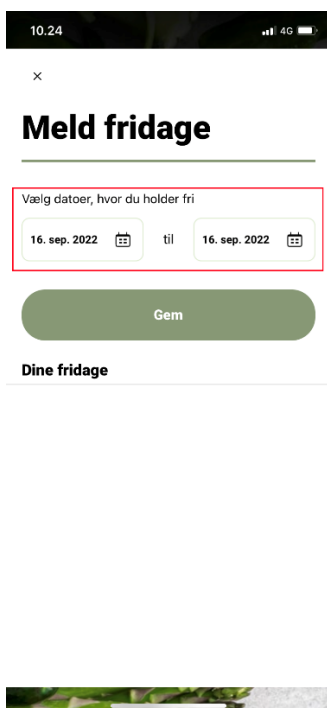 10.24 4G
×
Meld fridage
Vælg datoer, hvor du holder fri
16. sep. 2022 til 16. sep. 2022
Gem
Dine fridage